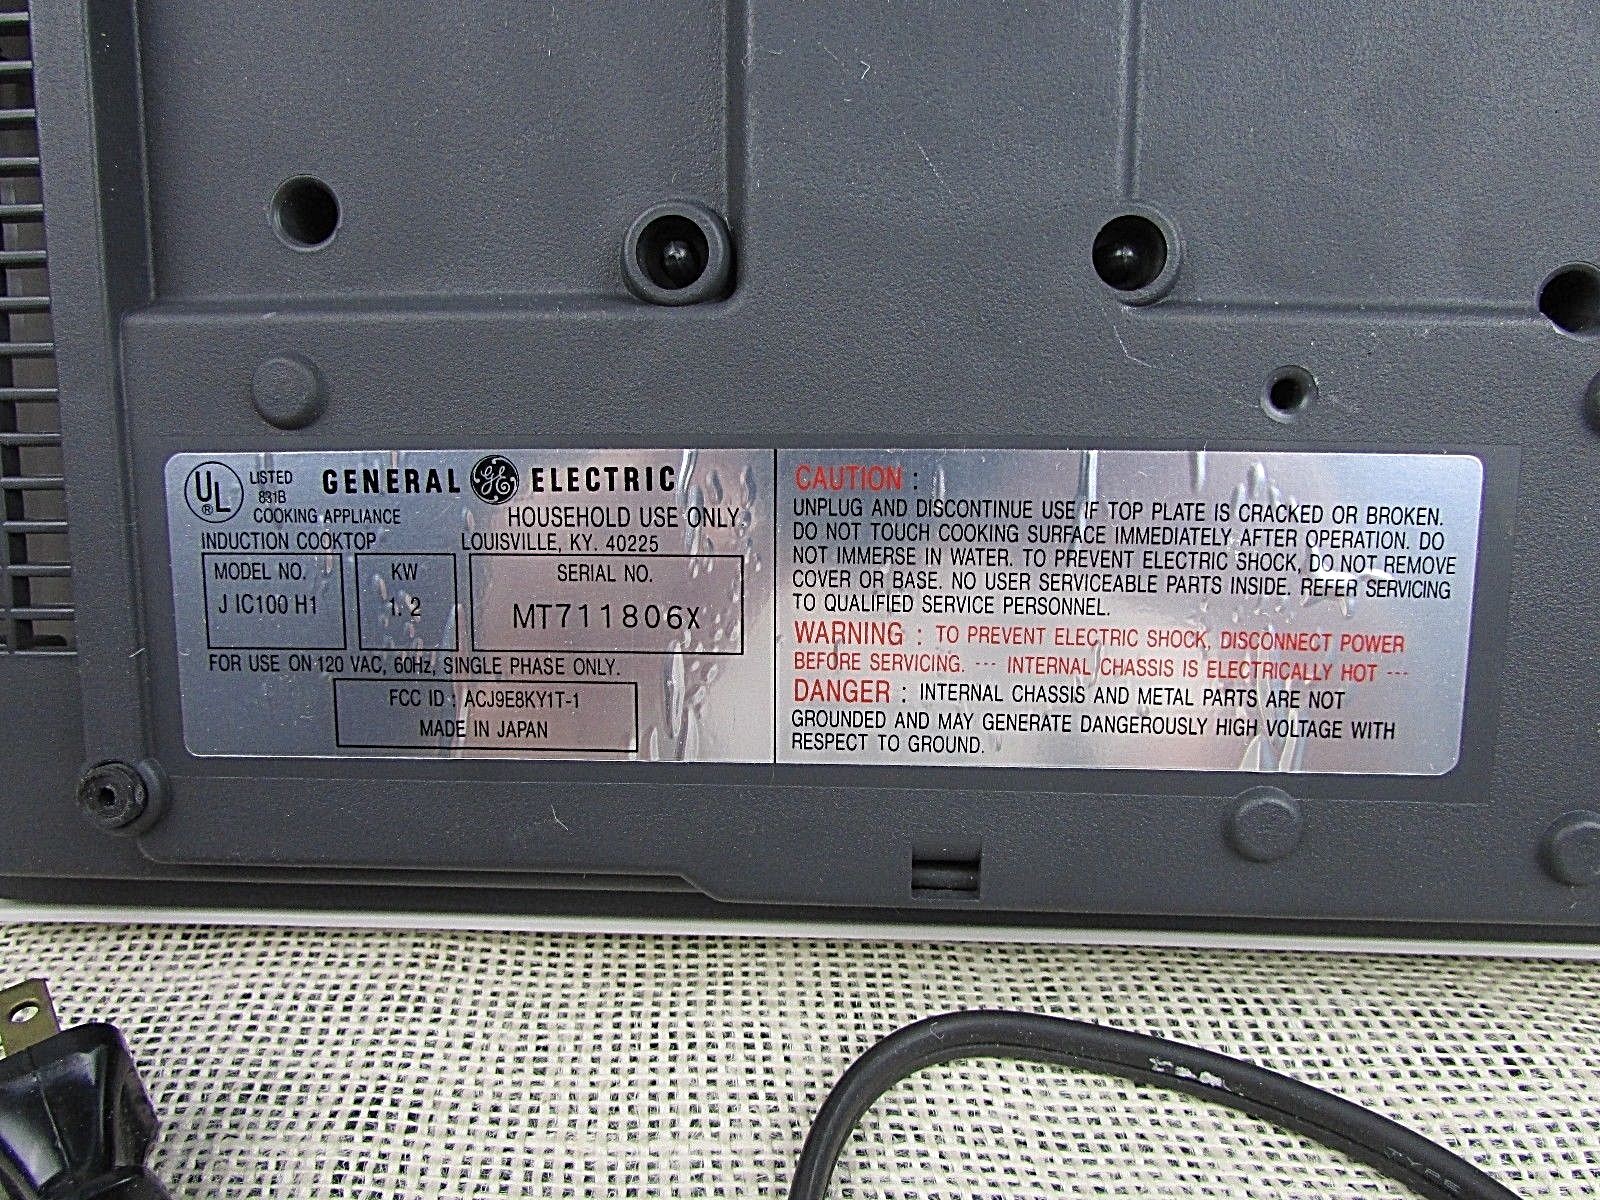 UL ®
LISTED
831B
COOKING APPLIANCE
GENERAL GE ELECTRIC
HOUSEHOLD USE ONLY
INDUCTION COOKTOP
LOUISVILLE, KY. 40225
MODEL NO.
J IC100 H1
KW
1. 2
SERIAL NO.
MT711806X
FOR USE ON 120 VAC, 60Hz, SINGLE PHASE ONLY.
FCC ID : ACJ9E8KY1T-1
MADE IN JAPAN
CAUTION :
UNPLUG AND DISCONTINUE USE IF TOP PLATE IS CRACKED OR BROKEN.
DO NOT TOUCH COOKING SURFACE IMMEDIATELY AFTER OPERATION. DO
NOT IMMERSE IN WATER. TO PREVENT ELECTRIC SHOCK, DO NOT REMOVE
COVER OR BASE. NO USER SERVICEABLE PARTS INSIDE. REFER SERVICING
TO QUALIFIED SERVICE PERSONNEL.
WARNING : TO PREVENT ELECTRIC SHOCK, DISCONNECT POWER
BEFORE SERVICING. --- INTERNAL CHASSIS IS ELECTRICALLY HOT ---
DANGER : INTERNAL CHASSIS AND METAL PARTS ARE NOT
GROUNDED AND MAY GENERATE DANGEROUSLY HIGH VOLTAGE WITH
RESPECT TO GROUND.
TYPE